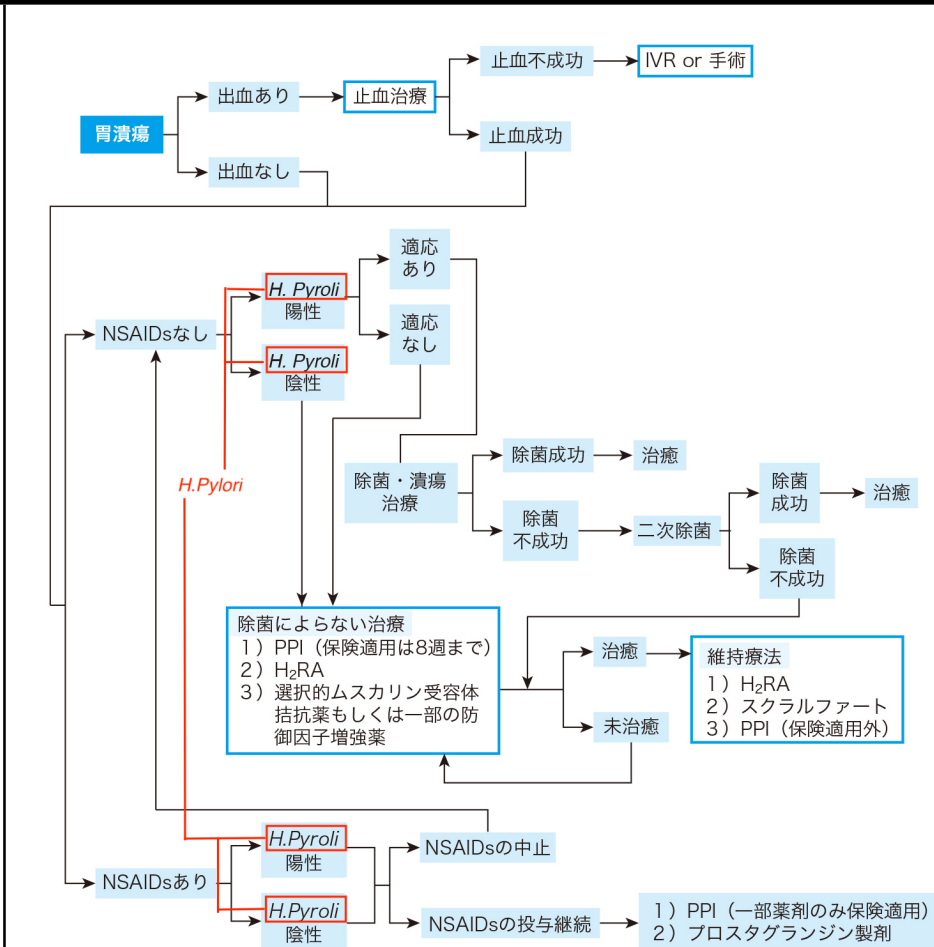 胃潰瘍
出血あり
出血なし
止血治療
止血不成功
止血成功
IVR or 手術
NSAIDsなし
H. Pyroli
陽性
H. Pyroli
陰性
適応
あり
適応
なし
H.Pylori
除菌・潰瘍
治療
除菌成功
治癒
除菌
不成功
二次除菌
除菌
成功
治癒
除菌
不成功
除菌によらない治療
1）PPI（保険適用は8週まで）
2）H₂RA
3）選択的ムスカリン受容体
拮抗薬もしくは一部の防
御因子増強薬
治癒
未治癒
維持療法
1）H₂RA
2）スクラルファート
3）PPI（保険適用外）
NSAIDsあり
H.Pyroli
陽性
H.Pyroli
陰性
NSAIDsの中止
NSAIDsの投与継続
1）PPI（一部薬剤のみ保険適用）
2）プロスタグランジン製剤